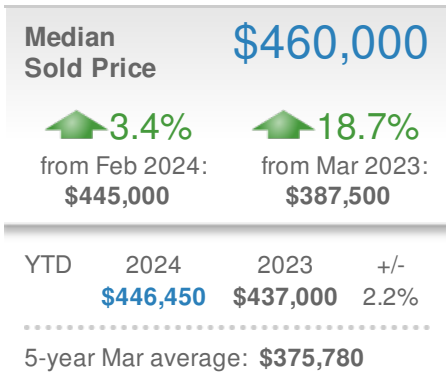 Median
Sold Price
$460,000
3.4%
from Feb 2024:
$445,000
18.7%
from Mar 2023:
$387,500
YTD 2024 2023 +/-
$446,450 $437,000 2.2%
5-year Mar average: $375,780